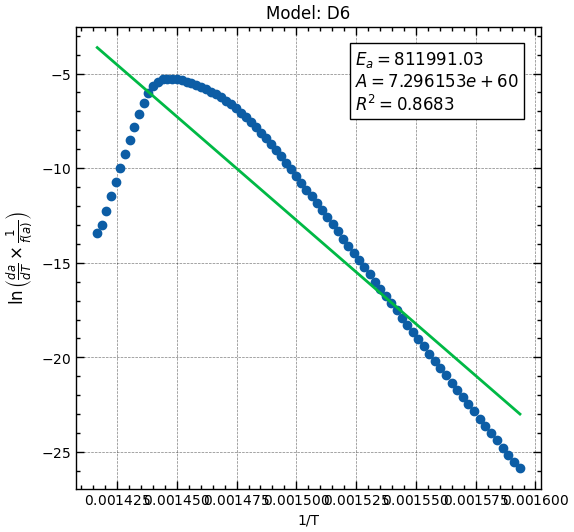 Model: D6
E_a = 811991.03
A = 7.296153e + 60
R^2 = 0.8683
ln (da/dT × 1/f(a))
−5
−10
−15
−20
−25
0.001425 0.001450 0.001475 0.001500 0.001525 0.001550 0.001575 0.001600
1/T